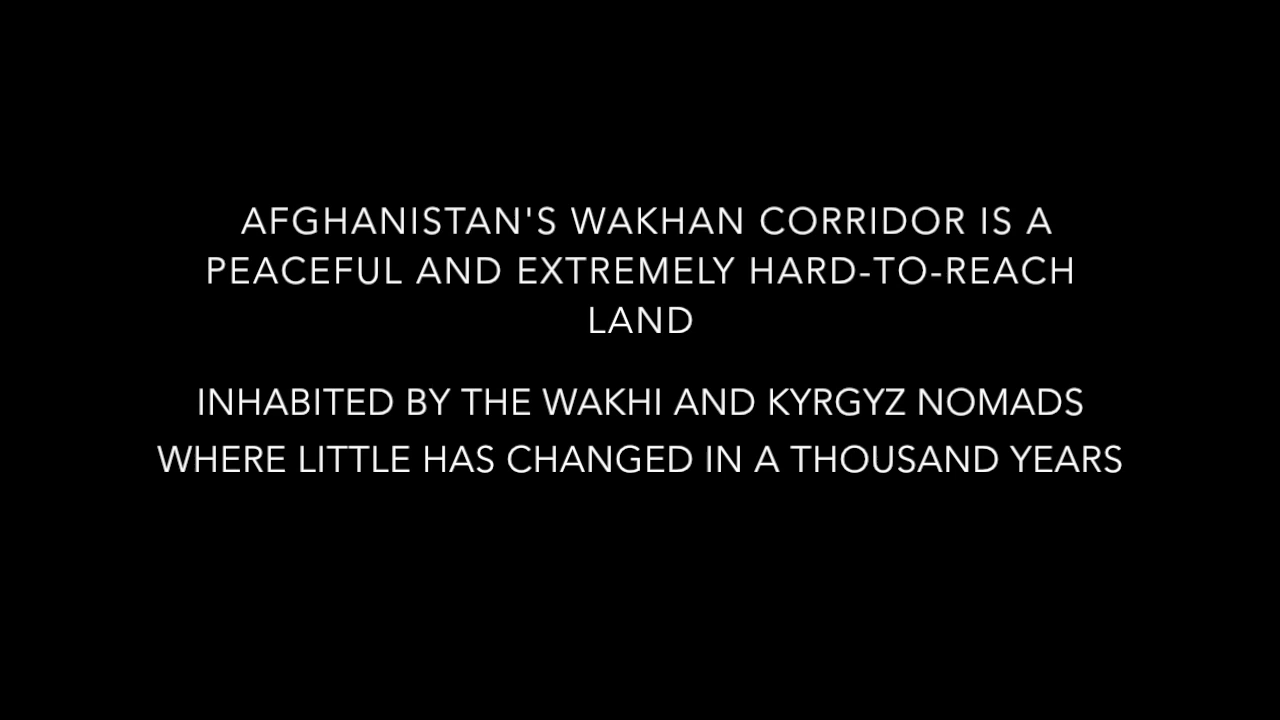 AFGHANISTAN'S WAKHAN CORRIDOR IS A
PEACEFUL AND EXTREMELY HARD-TO-REACH
LAND
INHABITED BY THE WAKHI AND KYRGYZ NOMADS
WHERE LITTLE HAS CHANGED IN A THOUSAND YEARS